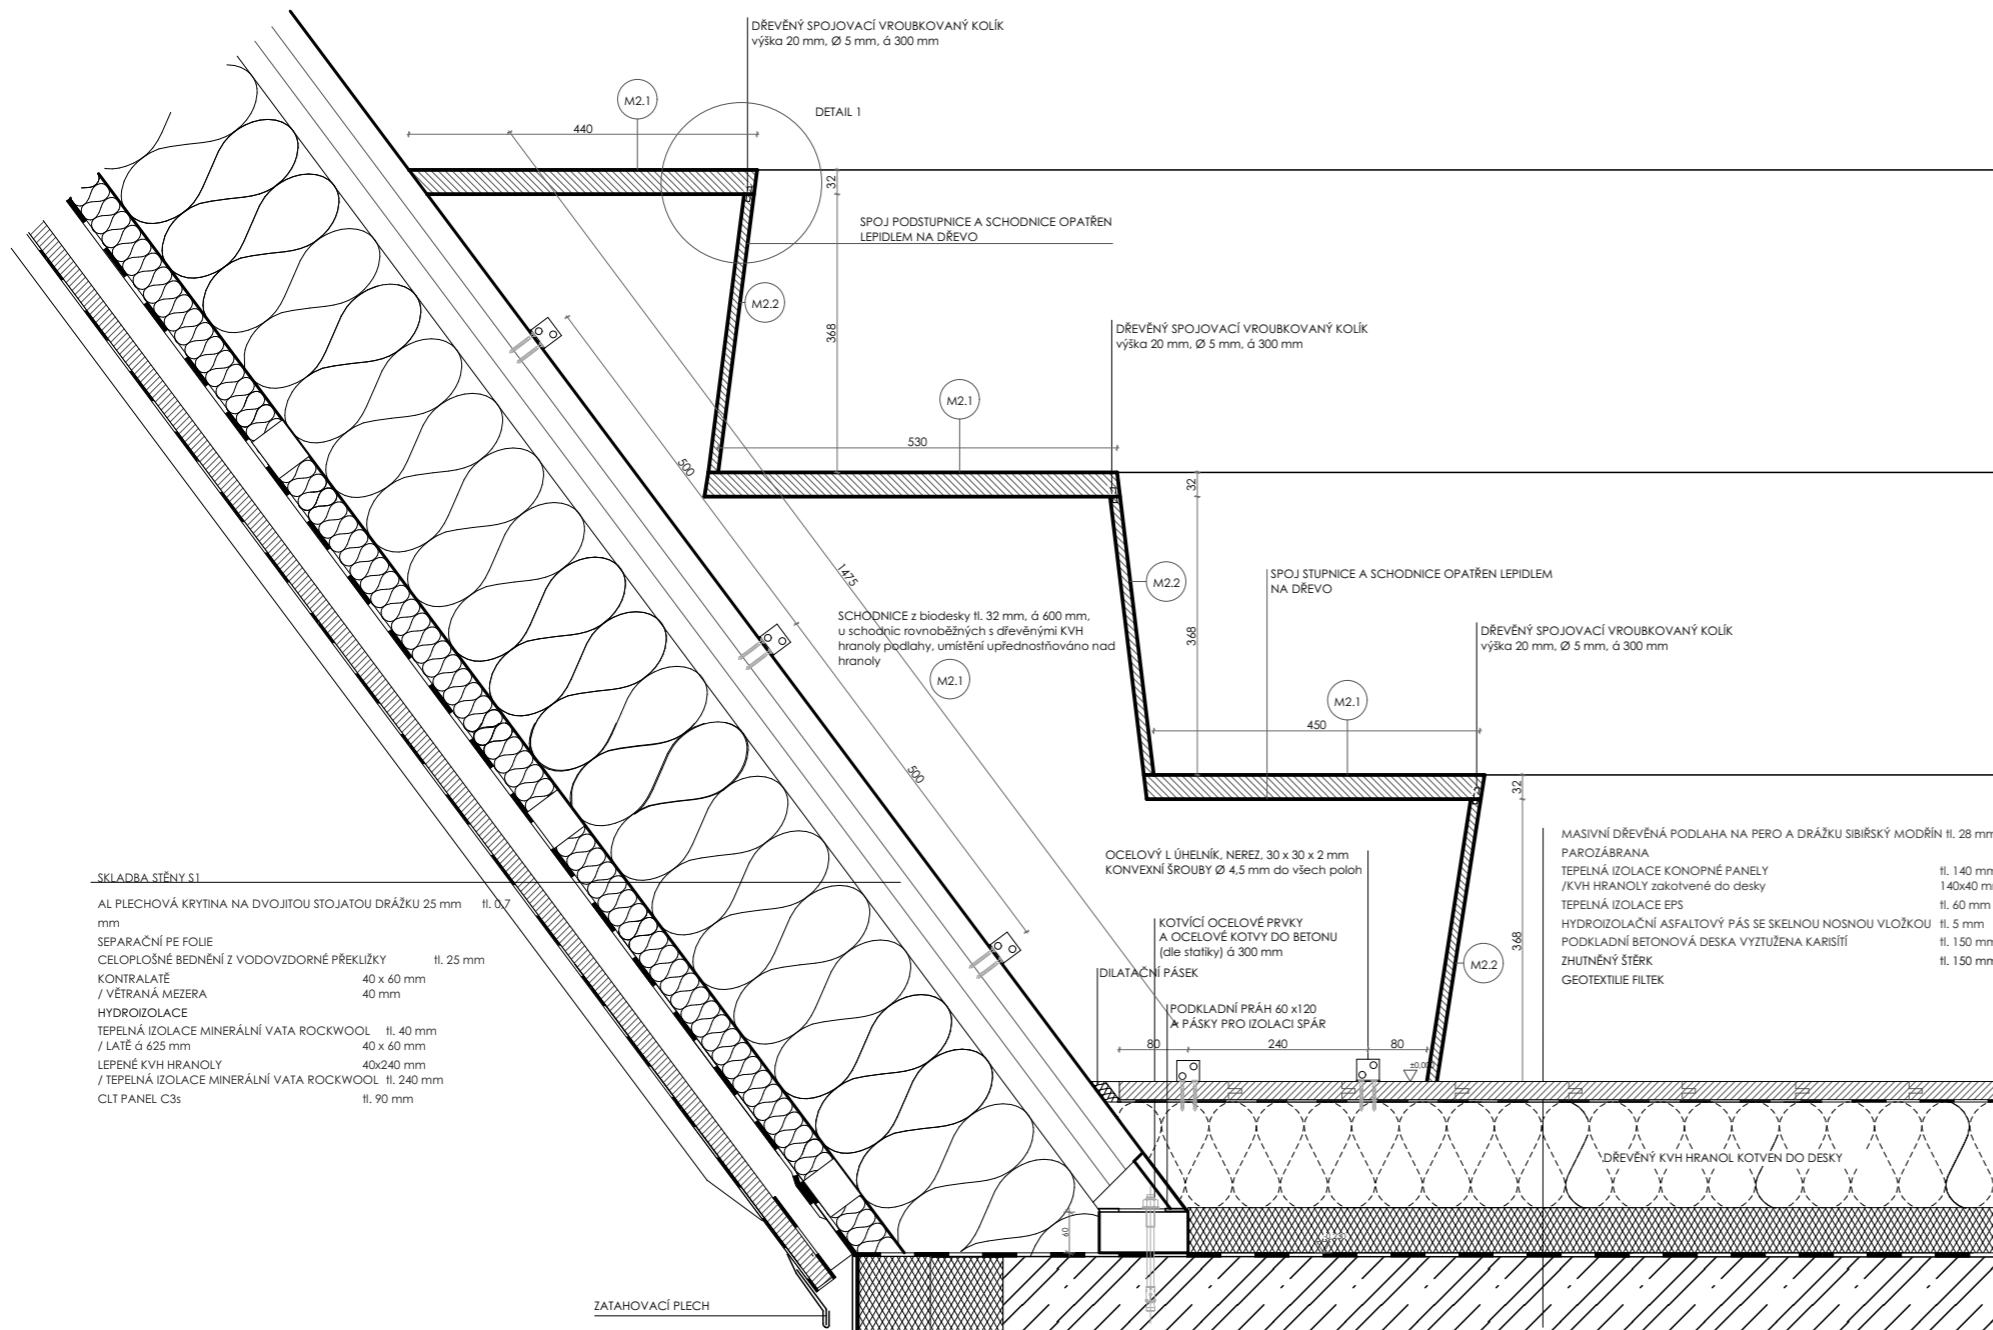 DŘEVĚNÝ SPOJOVACÍ VROUBKOVANÝ KOLÍK
výška 20 mm, Ø 5 mm, á 300 mm
M2.1
DETAIL 1
440
32
SPOJ PODSTUPNICE A SCHODNICE OPATŘEN
LEPIDLEM NA DŘEVO
M2.2
368
DŘEVĚNÝ SPOJOVACÍ VROUBKOVANÝ KOLÍK
výška 20 mm, Ø 5 mm, á 300 mm
M2.1
530
500
32
1475
M2.2
SPOJ STUPNICE A SCHODNICE OPATŘEN LEPIDLEM
NA DŘEVO
368
SCHODNICE z biodesky tl. 32 mm, á 600 mm,
u schodnic rovnoběžných s dřevěnými KVH
hranoly podlahy, umístění upřednostňováno nad
hranoly
M2.1
DŘEVĚNÝ SPOJOVACÍ VROUBKOVANÝ KOLÍK
výška 20 mm, Ø 5 mm, á 300 mm
M2.1
450
500
32
OCELOVÝ L ÚHELNÍK, NEREZ, 30 x 30 x 2 mm
KONVEXNÍ ŠROUBY Ø 4,5 mm do všech poloh
KOTVÍCÍ OCELOVÉ PRVKY
A OCELOVÉ KOTVY DO BETONU
(dle statiky) á 300 mm
DILATAČNÍ PÁSEK
PODKLADNÍ PRÁH 60 x120
A PÁSKY PRO IZOLACI SPÁR
80
240
80
±0.00
368
M2.2
MASIVNÍ DŘEVĚNÁ PODLAHA NA PERO A DRÁŽKU SIBIŘSKÝ MODŘÍN tl. 28 mm
PAROZÁBRANA
TEPELNÁ IZOLACE KONOPNÉ PANELY tl. 140 mm
/KVH HRANOLY zakotvené do desky 140x40 mm
TEPELNÁ IZOLACE EPS tl. 60 mm
HYDROIZOLAČNÍ ASFALTOVÝ PÁS SE SKELNOU NOSNOU VLOŽKOU tl. 5 mm
PODKLADNÍ BETONOVÁ DESKA VYZTUŽENA KARISÍTÍ tl. 150 mm
ZHUTNĚNÝ ŠTĚRK tl. 150 mm
GEOTEXTILIE FILTEK
SKLADBA STĚNY S1
AL PLECHOVÁ KRYTINA NA DVOJITOU STOJATOU DRÁŽKU 25 mm tl. 0,7
mm
SEPARAČNÍ PE FOLIE
CELOPLOŠNÉ BEDNĚNÍ Z VODOVZDORNÉ PŘEKLIŽKY tl. 25 mm
KONTRALATĚ 40 x 60 mm
/ VĚTRANÁ MEZERA 40 mm
HYDROIZOLACE
TEPELNÁ IZOLACE MINERÁLNÍ VATA ROCKWOOL tl. 40 mm
/ LATĚ á 625 mm 40 x 60 mm
LEPENÉ KVH HRANOLY 40x240 mm
/ TEPELNÁ IZOLACE MINERÁLNÍ VATA ROCKWOOL tl. 240 mm
CLT PANEL C3s tl. 90 mm
DŘEVĚNÝ KVH HRANOL KOTVEN DO DESKY
60
ZATAHOVACÍ PLECH